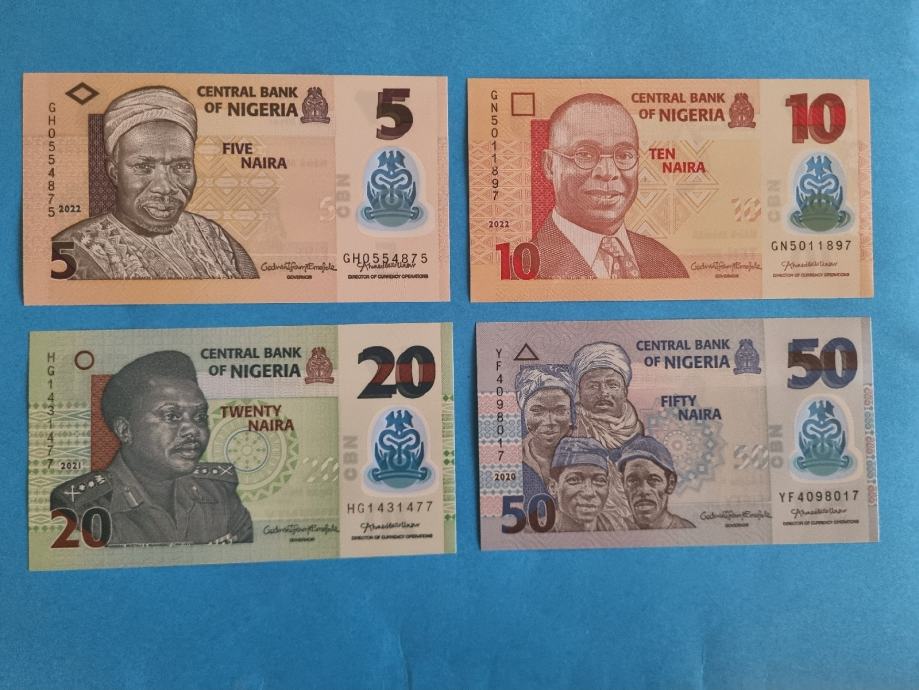 CENTRAL BANK
OF NIGERIA
5
FIVE
NAIRA
GH0554875
2022
CBN
5
5
GH0554875
GOVERNOR
DIRECTOR OF CURRENCY OPERATIONS
CENTRAL BANK
OF NIGERIA
10
TEN
NAIRA
GN5011897
2022
CBN
10
10
GN5011897
GOVERNOR
DIRECTOR OF CURRENCY OPERATIONS
CENTRAL BANK
OF NIGERIA
20
TWENTY
NAIRA
HG1431477
2021
CBN
20
HG1431477
GOVERNOR
DIRECTOR OF CURRENCY OPERATIONS
CENTRAL BANK
OF NIGERIA
50
FIFTY
NAIRA
YF4098017
2020
CBN
50
50
YF4098017
GOVERNOR
DIRECTOR OF CURRENCY OPERATIONS